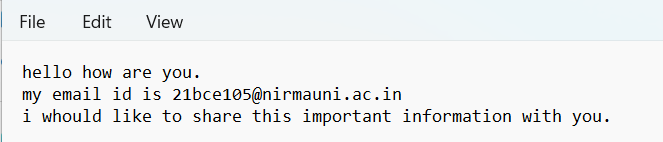 File Edit View
hello how are you.
my email id is 21bce105@nirmauni.ac.in
i whould like to share this important information with you.